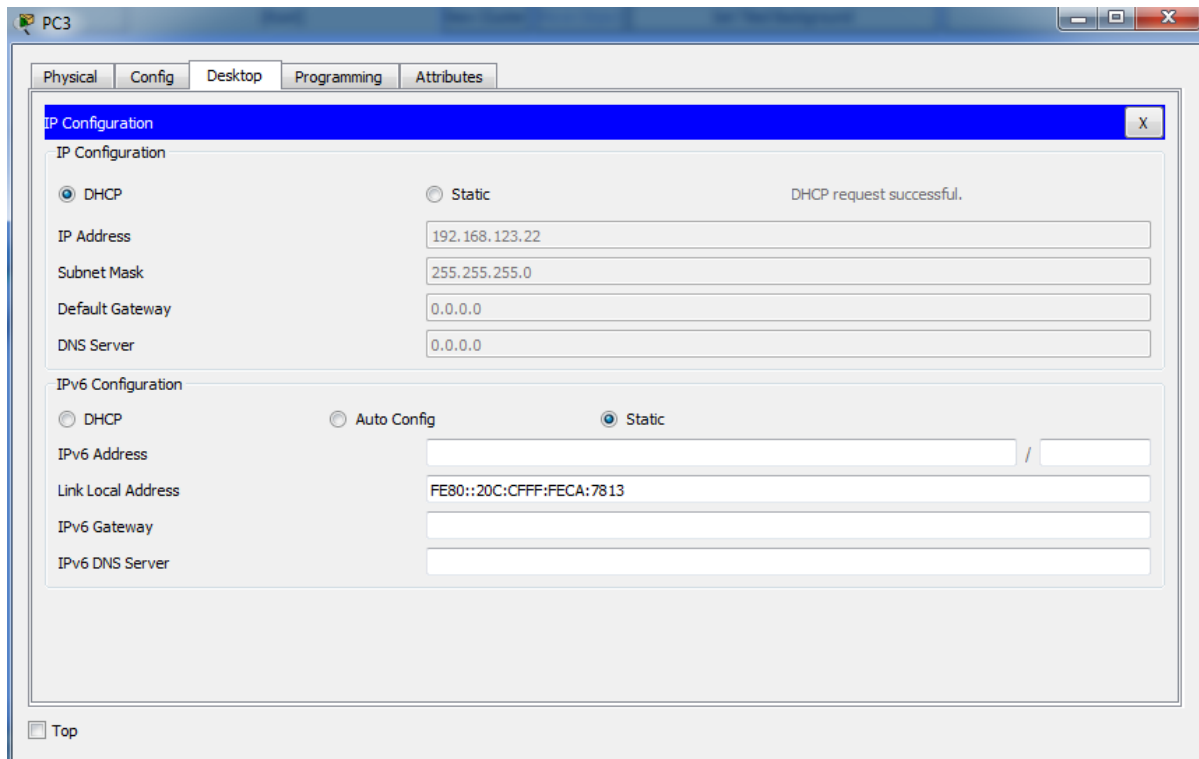 PC3
Physical Config Desktop Programming Attributes
IP Configuration X
IP Configuration
DHCP Static DHCP request successful.
IP Address 192.168.123.22
Subnet Mask 255.255.255.0
Default Gateway 0.0.0.0
DNS Server 0.0.0.0
IPv6 Configuration
DHCP Auto Config Static
IPv6 Address /
Link Local Address FE80::20C:CFFF:FECA:7813
IPv6 Gateway
IPv6 DNS Server
Top